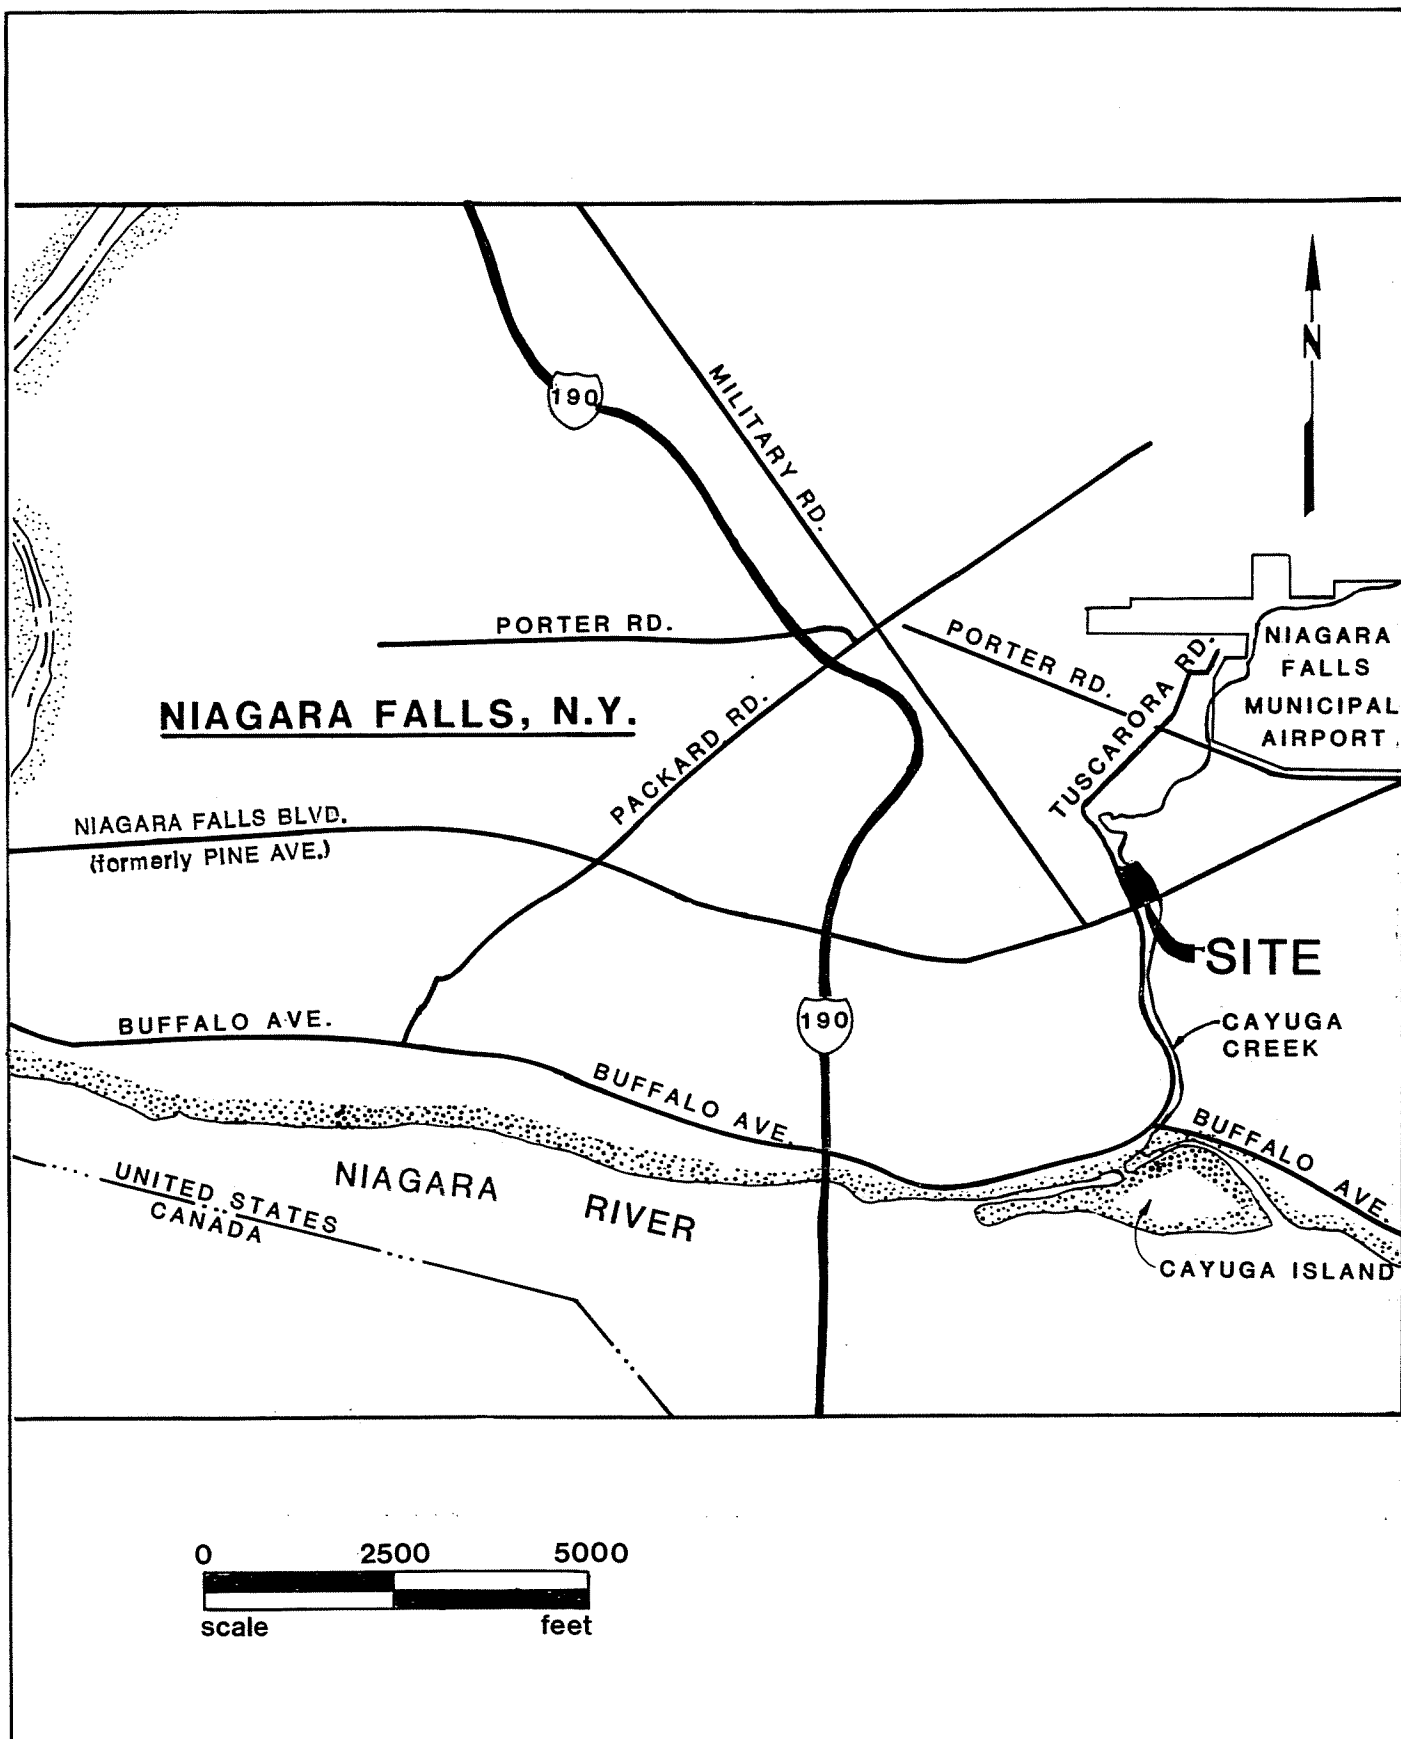 N
190
MILITARY RD.
PORTER RD.
PORTER RD.
TUSCARORA RD.
NIAGARA
FALLS
MUNICIPAL
AIRPORT
NIAGARA FALLS, N.Y.
PACKARD RD.
NIAGARA FALLS BLVD.
(formerly PINE AVE.)
SITE
BUFFALO AVE.
190
CAYUGA
CREEK
BUFFALO AVE.
BUFFALO AVE.
NIAGARA RIVER
UNITED STATES
CANADA
CAYUGA ISLAND
0 2500 5000
scale feet